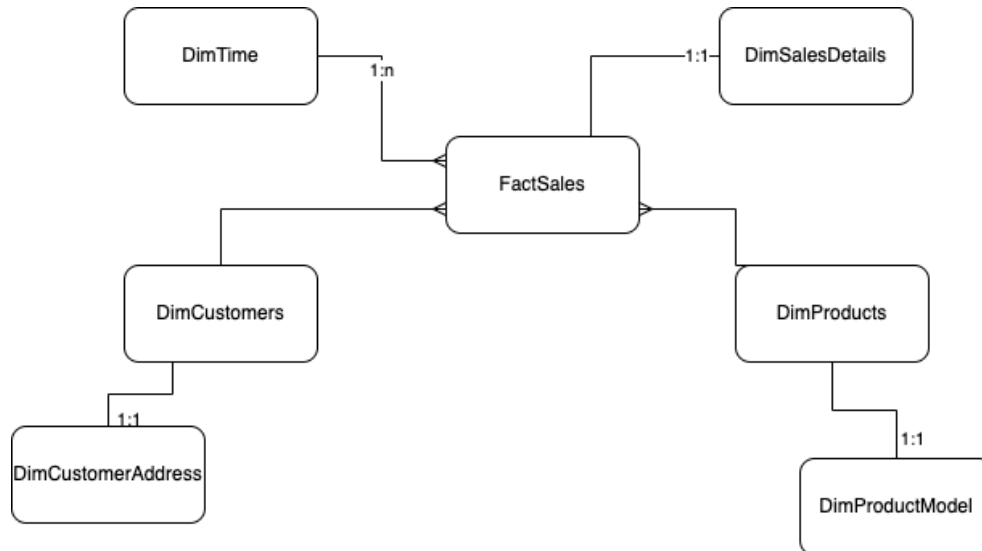 DimTime
DimSalesDetails
1:n
1:1
FactSales
DimCustomers
DimProducts
1:1
1:1
DimCustomerAddress
DimProductModel